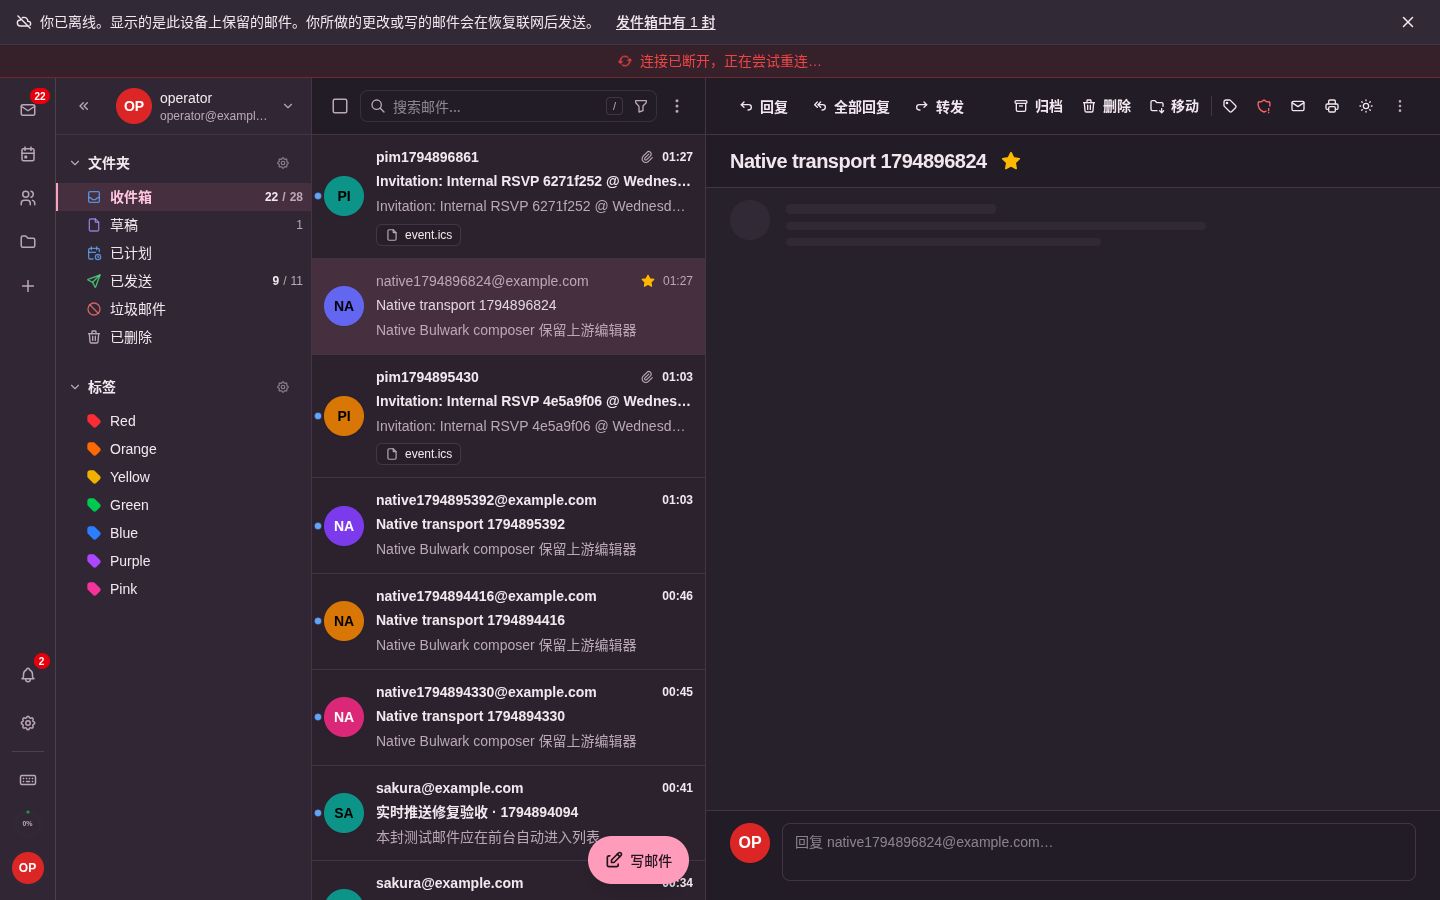 你已离线。显示的是此设备上保留的邮件。你所做的更改或写的邮件会在恢复联网后发送。 发件箱中有 1 封
连接已断开，正在尝试重连…
22
OP
operator
operator@exampl…
文件夹
收件箱 22 / 28
草稿 1
已计划
已发送 9 / 11
垃圾邮件
已删除
标签
Red
Orange
Yellow
Green
Blue
Purple
Pink
2
0%
OP
搜索邮件... /
PI
pim1794896861 01:27
Invitation: Internal RSVP 6271f252 @ Wednes…
Invitation: Internal RSVP 6271f252 @ Wednesd…
event.ics
NA
native1794896824@example.com 01:27
Native transport 1794896824
Native Bulwark composer 保留上游编辑器
PI
pim1794895430 01:03
Invitation: Internal RSVP 4e5a9f06 @ Wednes…
Invitation: Internal RSVP 4e5a9f06 @ Wednesd…
event.ics
NA
native1794895392@example.com 01:03
Native transport 1794895392
Native Bulwark composer 保留上游编辑器
NA
native1794894416@example.com 00:46
Native transport 1794894416
Native Bulwark composer 保留上游编辑器
NA
native1794894330@example.com 00:45
Native transport 1794894330
Native Bulwark composer 保留上游编辑器
SA
sakura@example.com 00:41
实时推送修复验收 · 1794894094
本封测试邮件应在前台自动进入列表
sakura@example.com
写邮件
回复 全部回复 转发 归档 删除 移动
Native transport 1794896824
OP
回复 native1794896824@example.com…